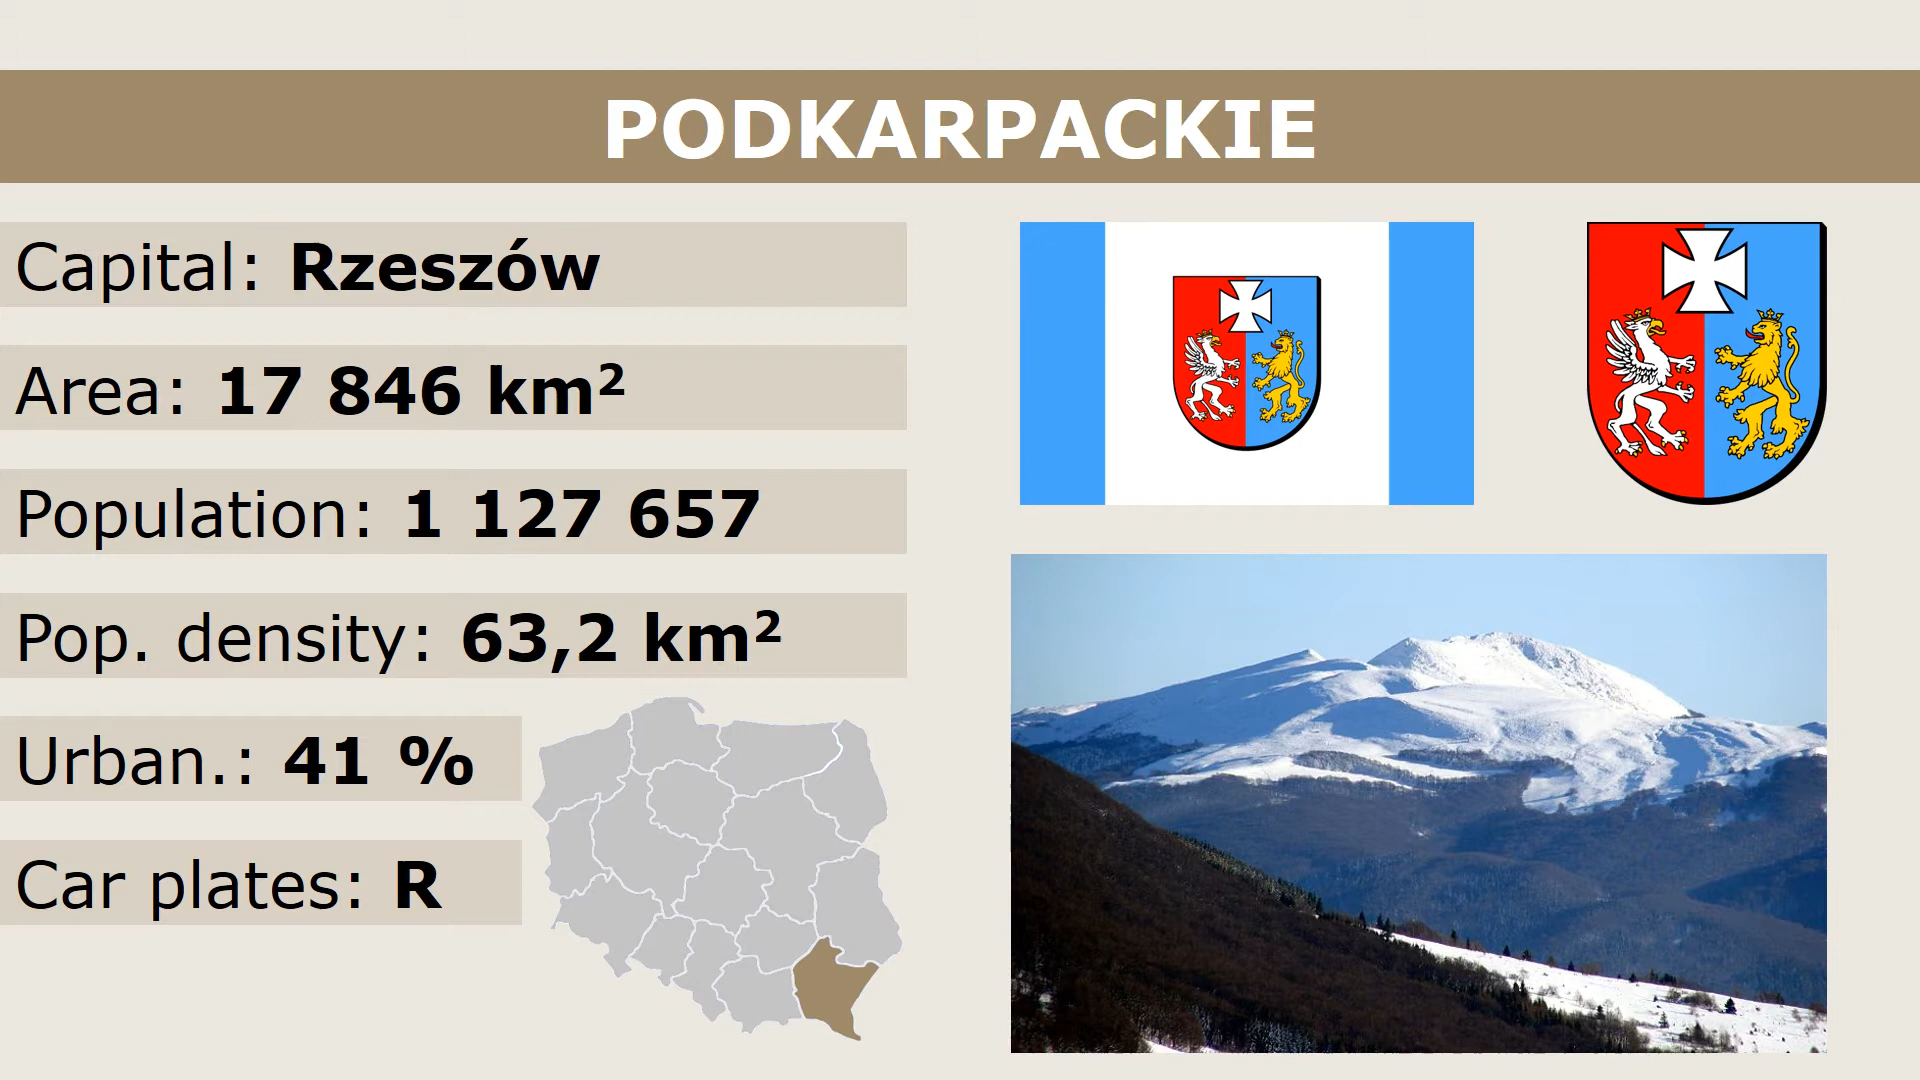 PODKARPACKIE
Capital: Rzeszów
Area: 17 846 km²
Population: 1 127 657
Pop. density: 63,2 km²
Urban.: 41 %
Car plates: R